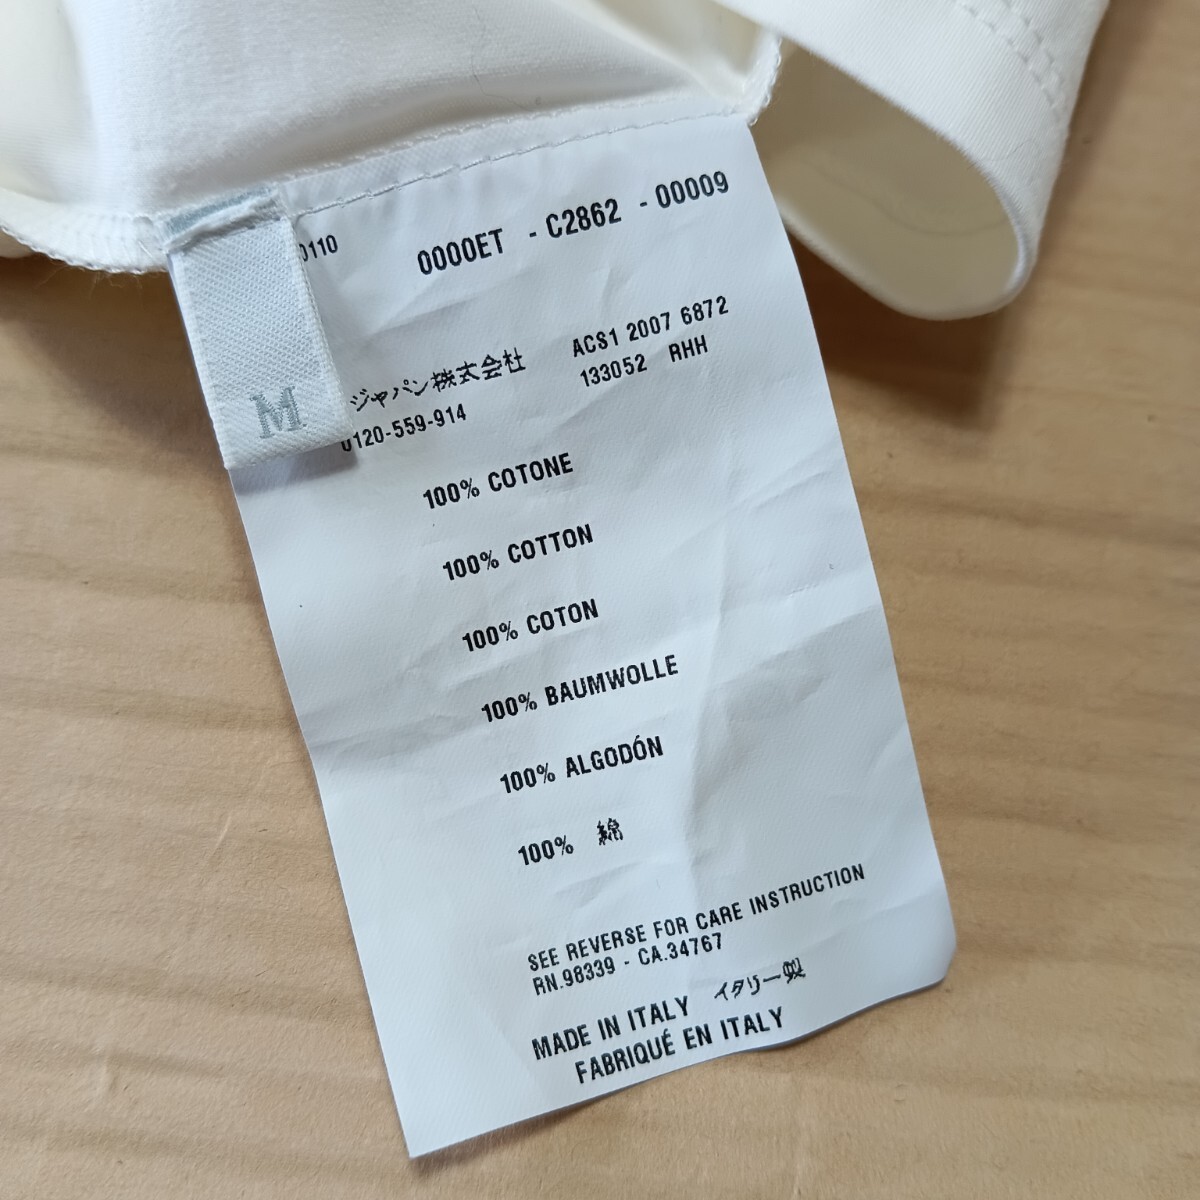 0110
0000ET - C2862 - 00009
ACS1 2007 6872
ジャパン株式会社 133052 RHH
0120-559-914
M
100% COTONE
100% COTTON
100% COTON
100% BAUMWOLLE
100% ALGODÓN
100% 綿
SEE REVERSE FOR CARE INSTRUCTION
RN.98339 - CA.34767
MADE IN ITALY イタリー製
FABRIQUÉ EN ITALY